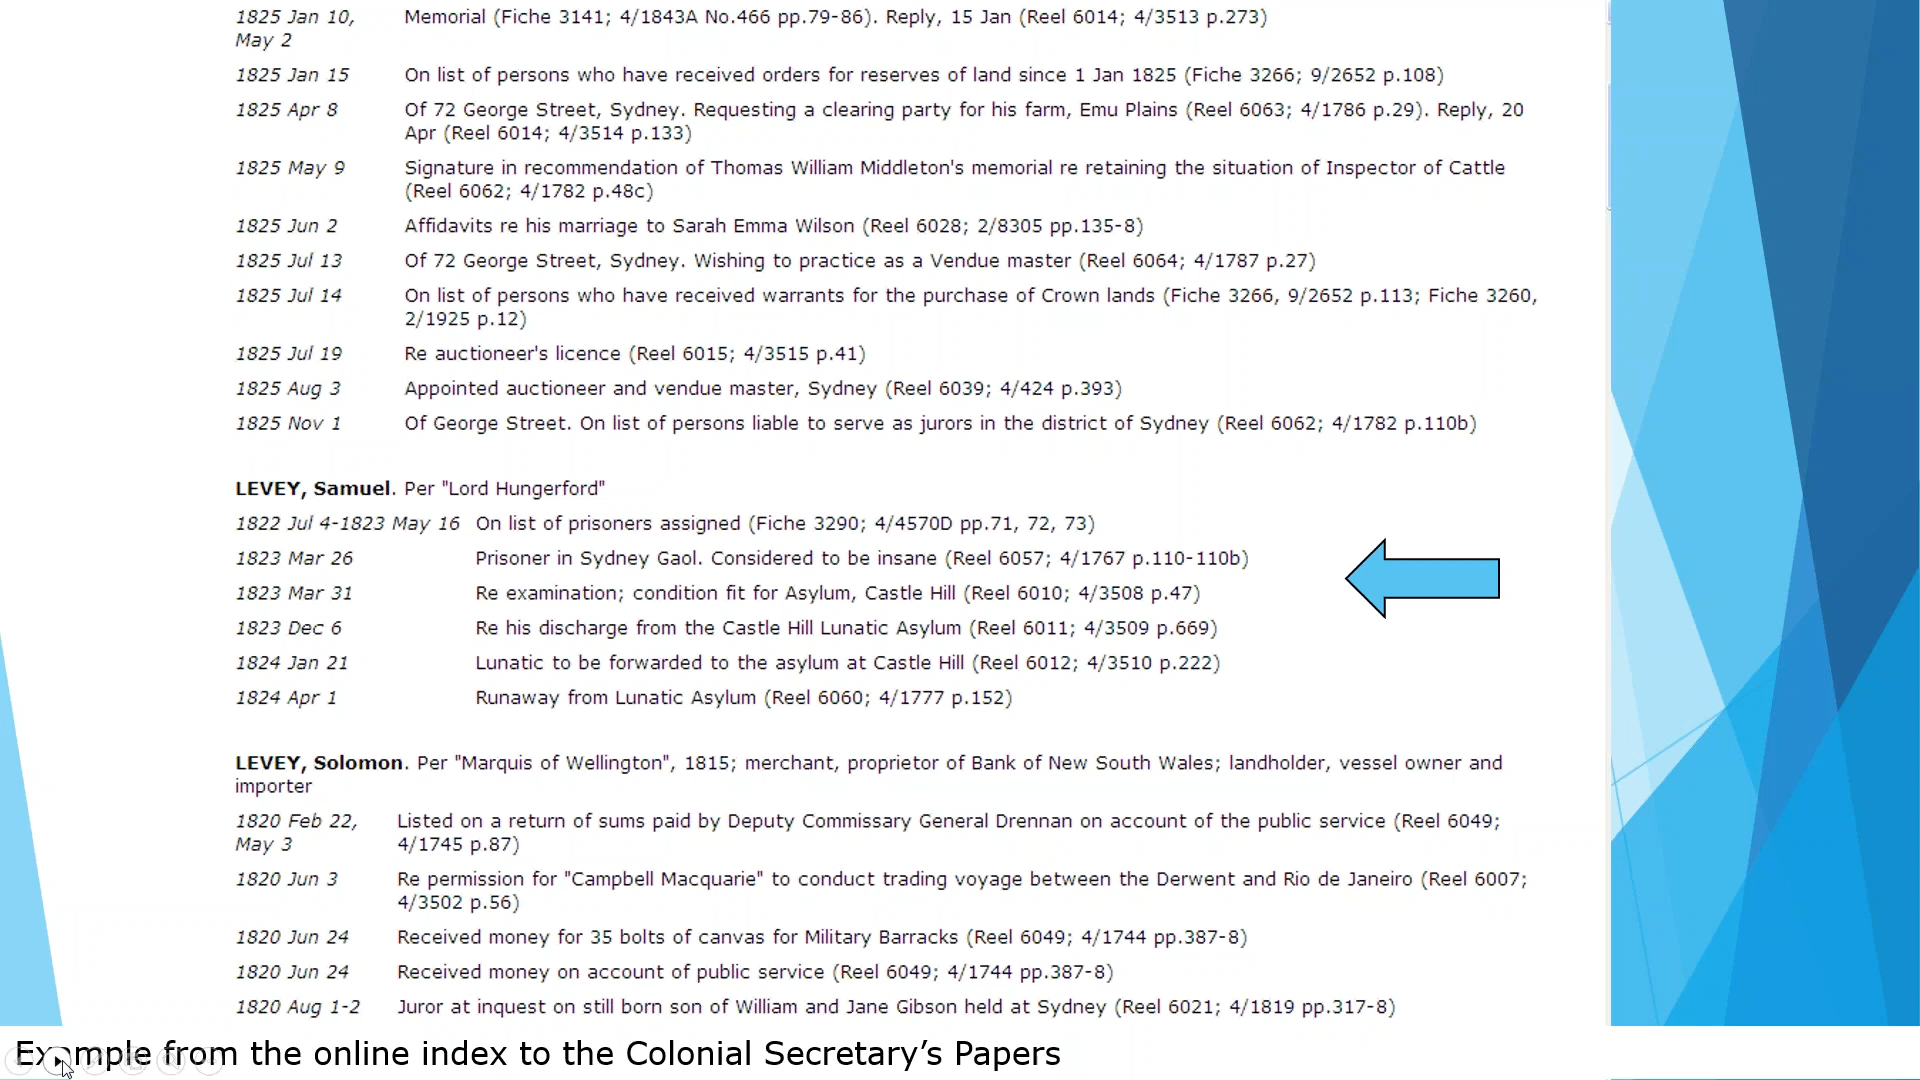 1825 Jan 10, Memorial (Fiche 3141; 4/1843A No.466 pp.79-86). Reply, 15 Jan (Reel 6014; 4/3513 p.273)
May 2
1825 Jan 15 On list of persons who have received orders for reserves of land since 1 Jan 1825 (Fiche 3266; 9/2652 p.108)
1825 Apr 8 Of 72 George Street, Sydney. Requesting a clearing party for his farm, Emu Plains (Reel 6063; 4/1786 p.29). Reply, 20
Apr (Reel 6014; 4/3514 p.133)
1825 May 9 Signature in recommendation of Thomas William Middleton's memorial re retaining the situation of Inspector of Cattle
(Reel 6062; 4/1782 p.48c)
1825 Jun 2 Affidavits re his marriage to Sarah Emma Wilson (Reel 6028; 2/8305 pp.135-8)
1825 Jul 13 Of 72 George Street, Sydney. Wishing to practice as a Vendue master (Reel 6064; 4/1787 p.27)
1825 Jul 14 On list of persons who have received warrants for the purchase of Crown lands (Fiche 3266, 9/2652 p.113; Fiche 3260,
2/1925 p.12)
1825 Jul 19 Re auctioneer's licence (Reel 6015; 4/3515 p.41)
1825 Aug 3 Appointed auctioneer and vendue master, Sydney (Reel 6039; 4/424 p.393)
1825 Nov 1 Of George Street. On list of persons liable to serve as jurors in the district of Sydney (Reel 6062; 4/1782 p.110b)
LEVEY, Samuel. Per "Lord Hungerford"
1822 Jul 4-1823 May 16 On list of prisoners assigned (Fiche 3290; 4/4570D pp.71, 72, 73)
1823 Mar 26 Prisoner in Sydney Gaol. Considered to be insane (Reel 6057; 4/1767 p.110-110b)
1823 Mar 31 Re examination; condition fit for Asylum, Castle Hill (Reel 6010; 4/3508 p.47)
1823 Dec 6 Re his discharge from the Castle Hill Lunatic Asylum (Reel 6011; 4/3509 p.669)
1824 Jan 21 Lunatic to be forwarded to the asylum at Castle Hill (Reel 6012; 4/3510 p.222)
1824 Apr 1 Runaway from Lunatic Asylum (Reel 6060; 4/1777 p.152)
LEVEY, Solomon. Per "Marquis of Wellington", 1815; merchant, proprietor of Bank of New South Wales; landholder, vessel owner and
importer
1820 Feb 22, Listed on a return of sums paid by Deputy Commissary General Drennan on account of the public service (Reel 6049;
May 3 4/1745 p.87)
1820 Jun 3 Re permission for "Campbell Macquarie" to conduct trading voyage between the Derwent and Rio de Janeiro (Reel 6007;
4/3502 p.56)
1820 Jun 24 Received money for 35 bolts of canvas for Military Barracks (Reel 6049; 4/1744 pp.387-8)
1820 Jun 24 Received money on account of public service (Reel 6049; 4/1744 pp.387-8)
1820 Aug 1-2 Juror at inquest on still born son of William and Jane Gibson held at Sydney (Reel 6021; 4/1819 pp.317-8)
Example from the online index to the Colonial Secretary’s Papers